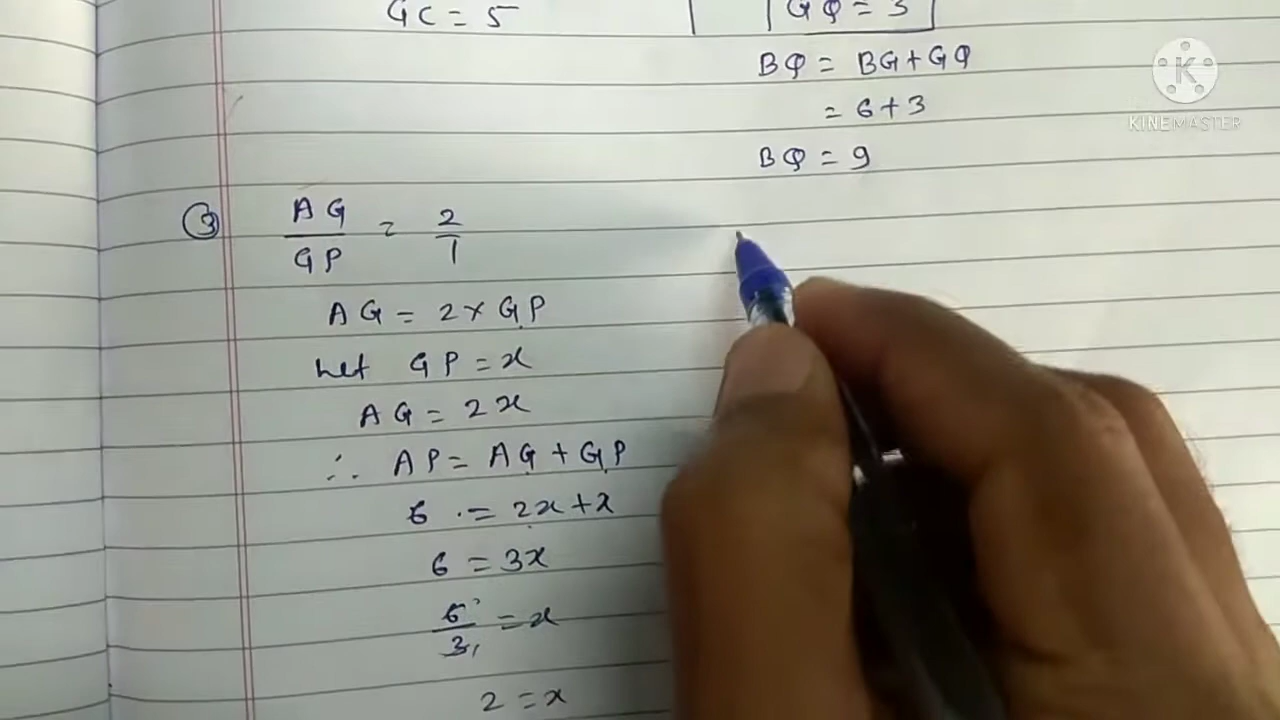 GC = 5
GQ = 3
BQ = BG + GQ
= 6 + 3
BQ = 9
③ AG/GP = 2/1
AG = 2 × GP
Let GP = x
AG = 2x
∴ AP = AG + GP
6 = 2x + x
6 = 3x
6/3 = x
2 = x
KINEMASTER